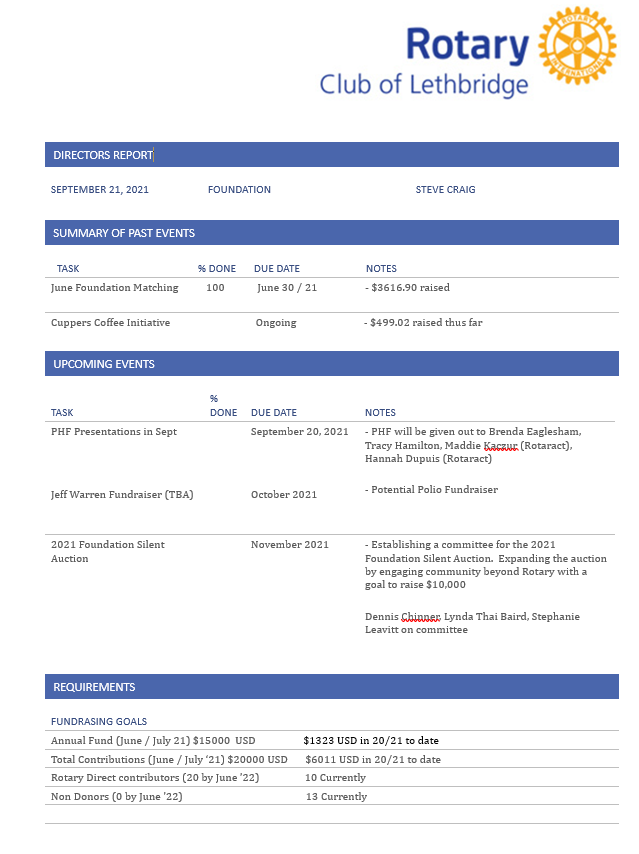 Rotary
Club of Lethbridge
ROTARY
INTERNATIONAL
DIRECTORS REPORT
SEPTEMBER 21, 2021 FOUNDATION STEVE CRAIG
SUMMARY OF PAST EVENTS
TASK % DONE DUE DATE NOTES
June Foundation Matching 100 June 30 / 21 - $3616.90 raised
Cuppers Coffee Initiative Ongoing - $499.02 raised thus far
UPCOMING EVENTS
%
TASK DONE DUE DATE NOTES
PHF Presentations in Sept September 20, 2021 - PHF will be given out to Brenda Eaglesham,
Tracy Hamilton, Maddie Kaczur (Rotaract),
Hannah Dupuis (Rotaract)
- Potential Polio Fundraiser
Jeff Warren Fundraiser (TBA) October 2021
2021 Foundation Silent November 2021 - Establishing a committee for the 2021
Auction Foundation Silent Auction. Expanding the auction
by engaging community beyond Rotary with a
goal to raise $10,000
Dennis Chinner, Lynda Thai Baird, Stephanie
Leavitt on committee
REQUIREMENTS
FUNDRASING GOALS
Annual Fund (June / July 21) $15000 USD $1323 USD in 20/21 to date
Total Contributions (June / July ‘21) $20000 USD $6011 USD in 20/21 to date
Rotary Direct contributors (20 by June '22) 10 Currently
Non Donors (0 by June '22) 13 Currently